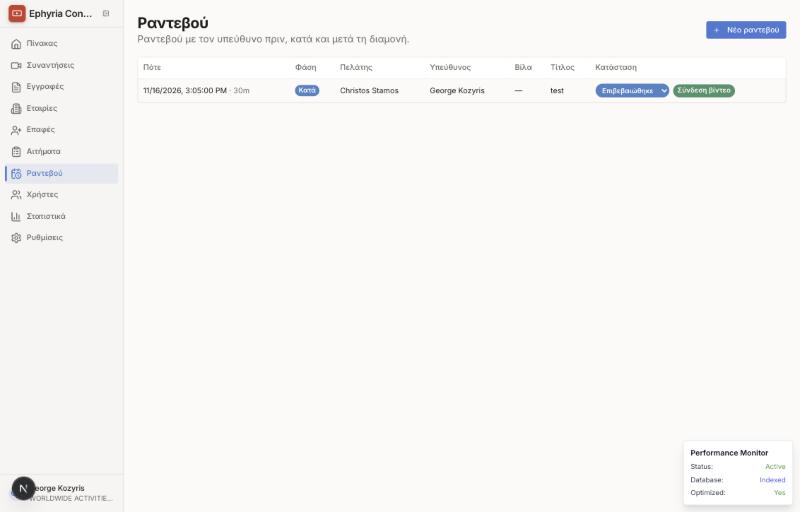 Ephyria Con...
Πίνακας
Συναντήσεις
Εγγραφές
Εταιρίες
Επαφές
Αιτήματα
Ραντεβού
Χρήστες
Στατιστικά
Ρυθμίσεις
N
eorge Kozyris
WORLDWIDE ACTIVITIE...
Ραντεβού
Ραντεβού με τον υπεύθυνο πριν, κατά και μετά τη διαμονή.
+ Νέο ραντεβού
Πότε Φάση Πελάτης Υπεύθυνος Βίλα Τίτλος Κατάσταση
11/16/2026, 3:05:00 PM · 30m Κατά Christos Stamos George Kozyris — test Επιβεβαιώθηκε Σύνδεση βίντεο
Performance Monitor
Status: Active
Database: Indexed
Optimized: Yes